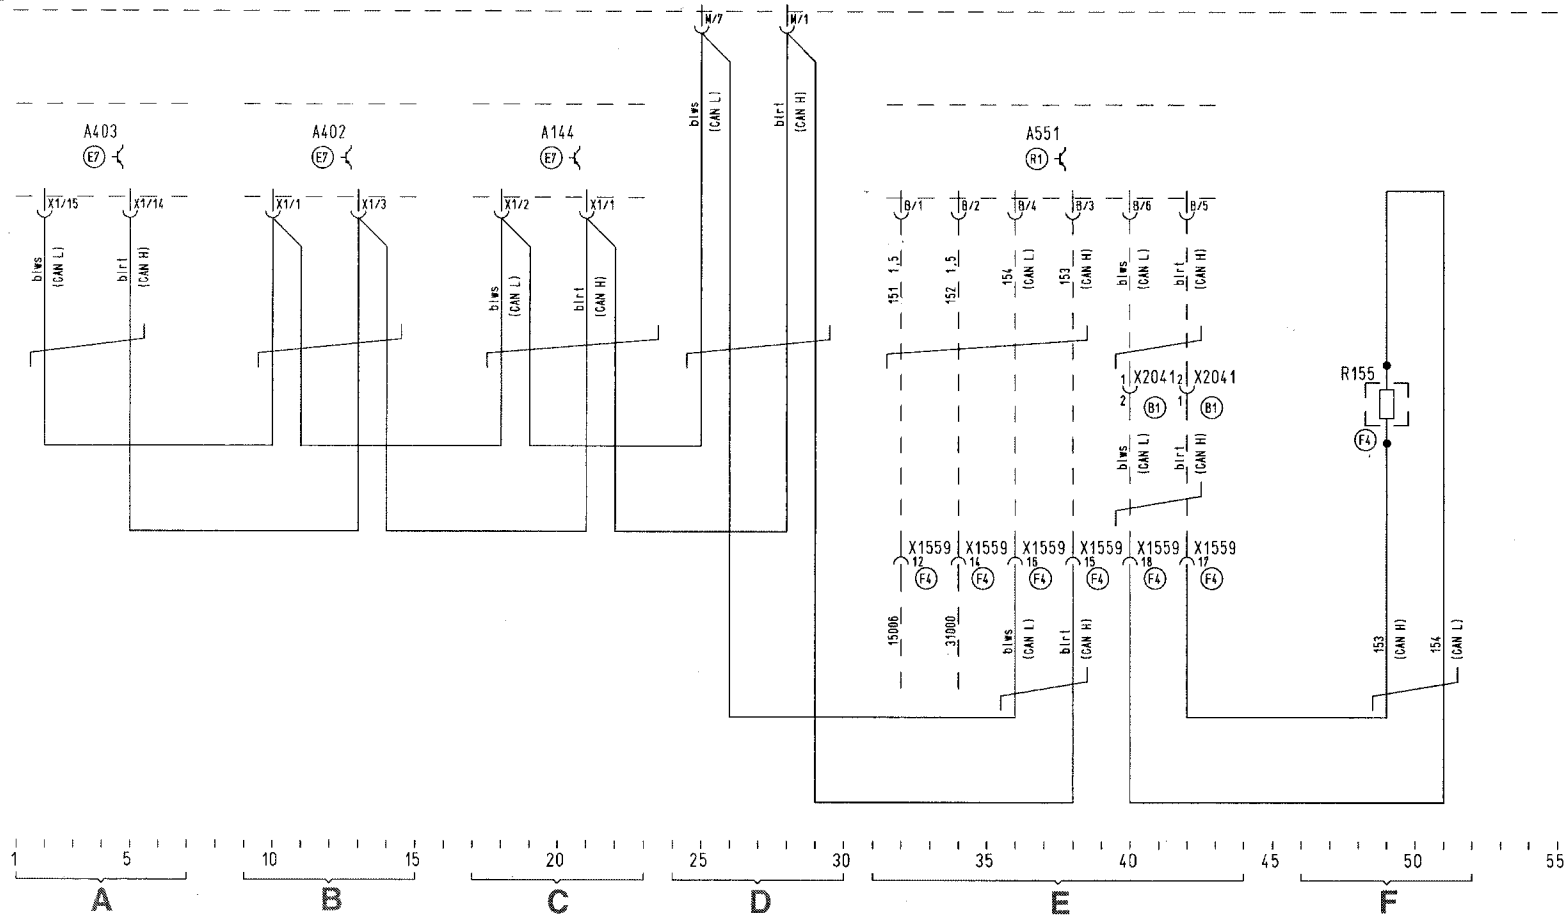 M/7 M/1
A403 A402 A144 A551
E7 E7 E7 R1
blws (CAN L) blrt (CAN H)
X1/15 X1/14 X1/1 X1/3 X1/2 X1/1 B/1 B/2 B/4 B/3 B/6 B/5
blws (CAN L) blrt (CAN H) blws (CAN L) blrt (CAN H) 151 1,5 152 1,5 154 (CAN L) 153 (CAN H) blws (CAN L) blrt (CAN H)
R155
1 X2041 2 X2041
2 B1 1 B1
F4
blws (CAN L) blrt (CAN H)
X1559 X1559 X1559 X1559 X1559 X1559
12 14 16 15 18 17
F4 F4 F4 F4 F4 F4
15006 31000 blws (CAN L) blrt (CAN H) 153 (CAN H) 154 (CAN L)
1 5 10 15 20 25 30 35 40 45 50 55
A B C D E F